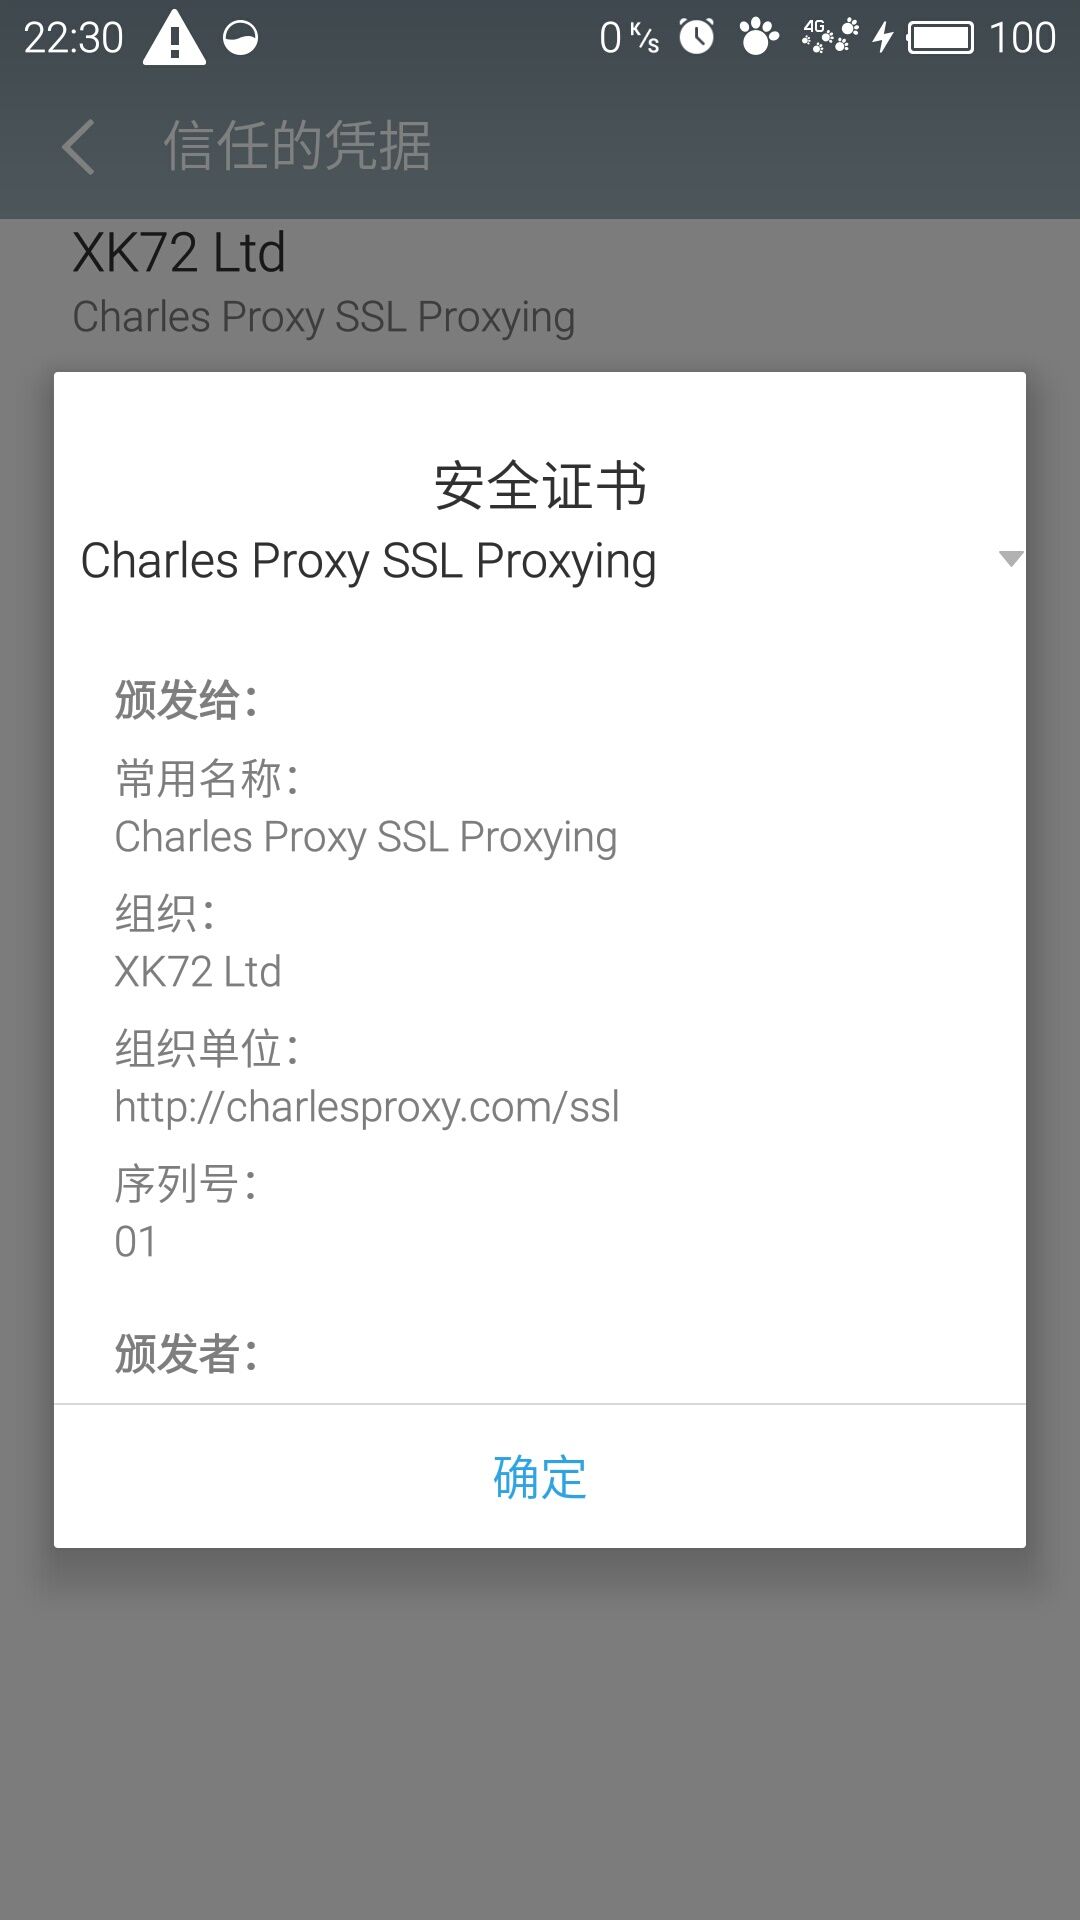 22:30 0 K/s 4G 100
信任的凭据
XK72 Ltd
Charles Proxy SSL Proxying
安全证书
Charles Proxy SSL Proxying
颁发给：
常用名称：
Charles Proxy SSL Proxying
组织：
XK72 Ltd
组织单位：
http://charlesproxy.com/ssl
序列号：
01
颁发者：
确定